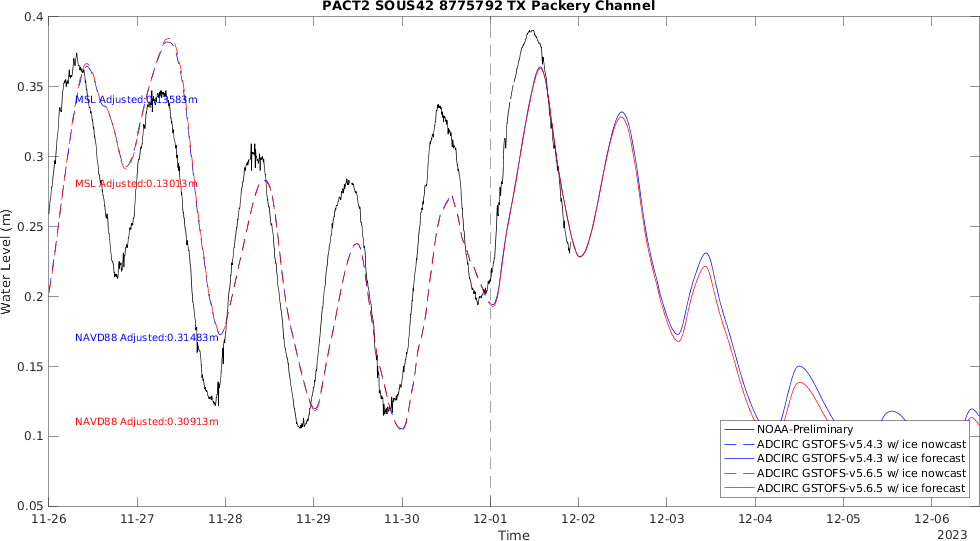 PACT2 SOUS42 8775792 TX Packery Channel
0.4
0.35
0.3
0.25
0.2
0.15
0.1
0.05
Water Level (m)
MSL Adjusted:0.13583m
MSL Adjusted:0.13013m
NAVD88 Adjusted:0.31483m
NAVD88 Adjusted:0.30913m
NOAA-Preliminary
ADCIRC GSTOFS-v5.4.3 w/ ice nowcast
ADCIRC GSTOFS-v5.4.3 w/ ice forecast
ADCIRC GSTOFS-v5.6.5 w/ ice nowcast
ADCIRC GSTOFS-v5.6.5 w/ ice forecast
11-26 11-27 11-28 11-29 11-30 12-01 12-02 12-03 12-04 12-05 12-06
Time
2023